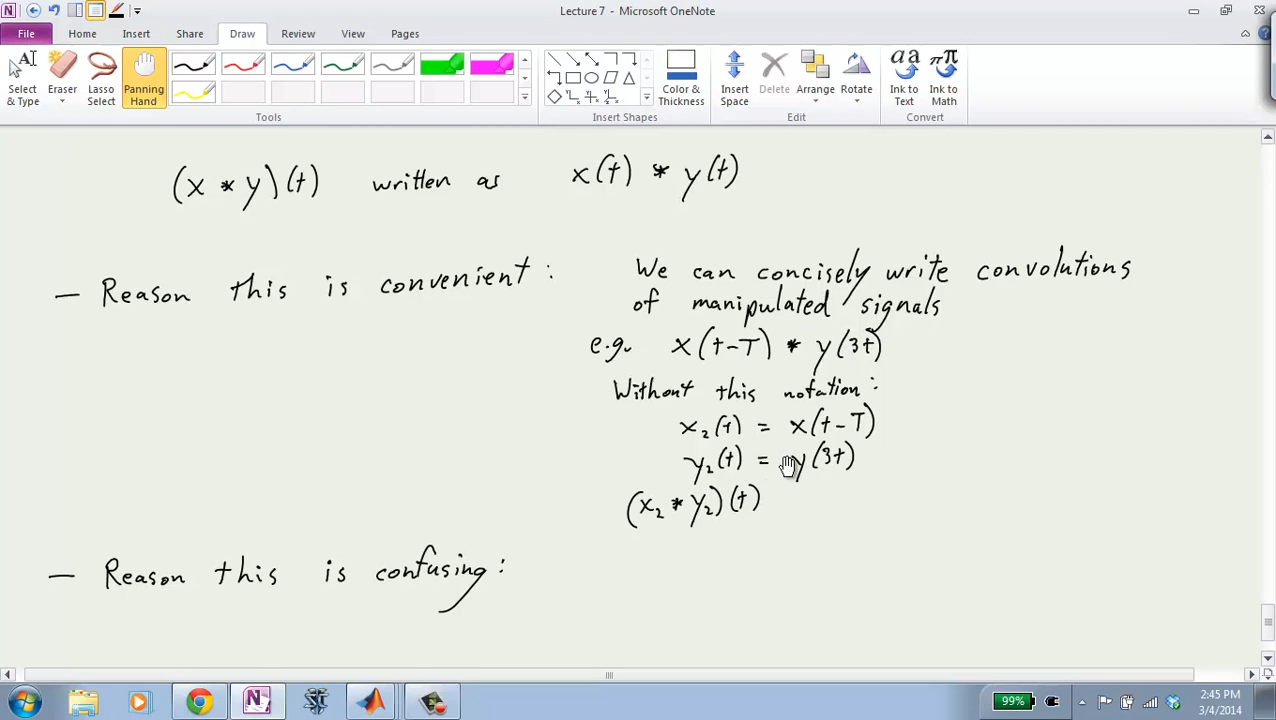 Lecture 7 - Microsoft OneNote
File Home Insert Share Draw Review View Pages
Select & Type
Eraser
Lasso Select
Panning Hand
Color & Thickness
Insert Space
Delete
Arrange
Rotate
Ink to Text
Ink to Math
Tools
Insert Shapes
Edit
Convert
(x * y)(t) written as x(t) * y(t)
— Reason this is convenient: We can concisely write convolutions
of manipulated signals
e.g. x(t-T) * y(3t)
Without this notation:
x₂(t) = x(t-T)
y₂(t) = y(3t)
(x₂ * y₂)(t)
— Reason this is confusing:
99%
2:45 PM
3/4/2014